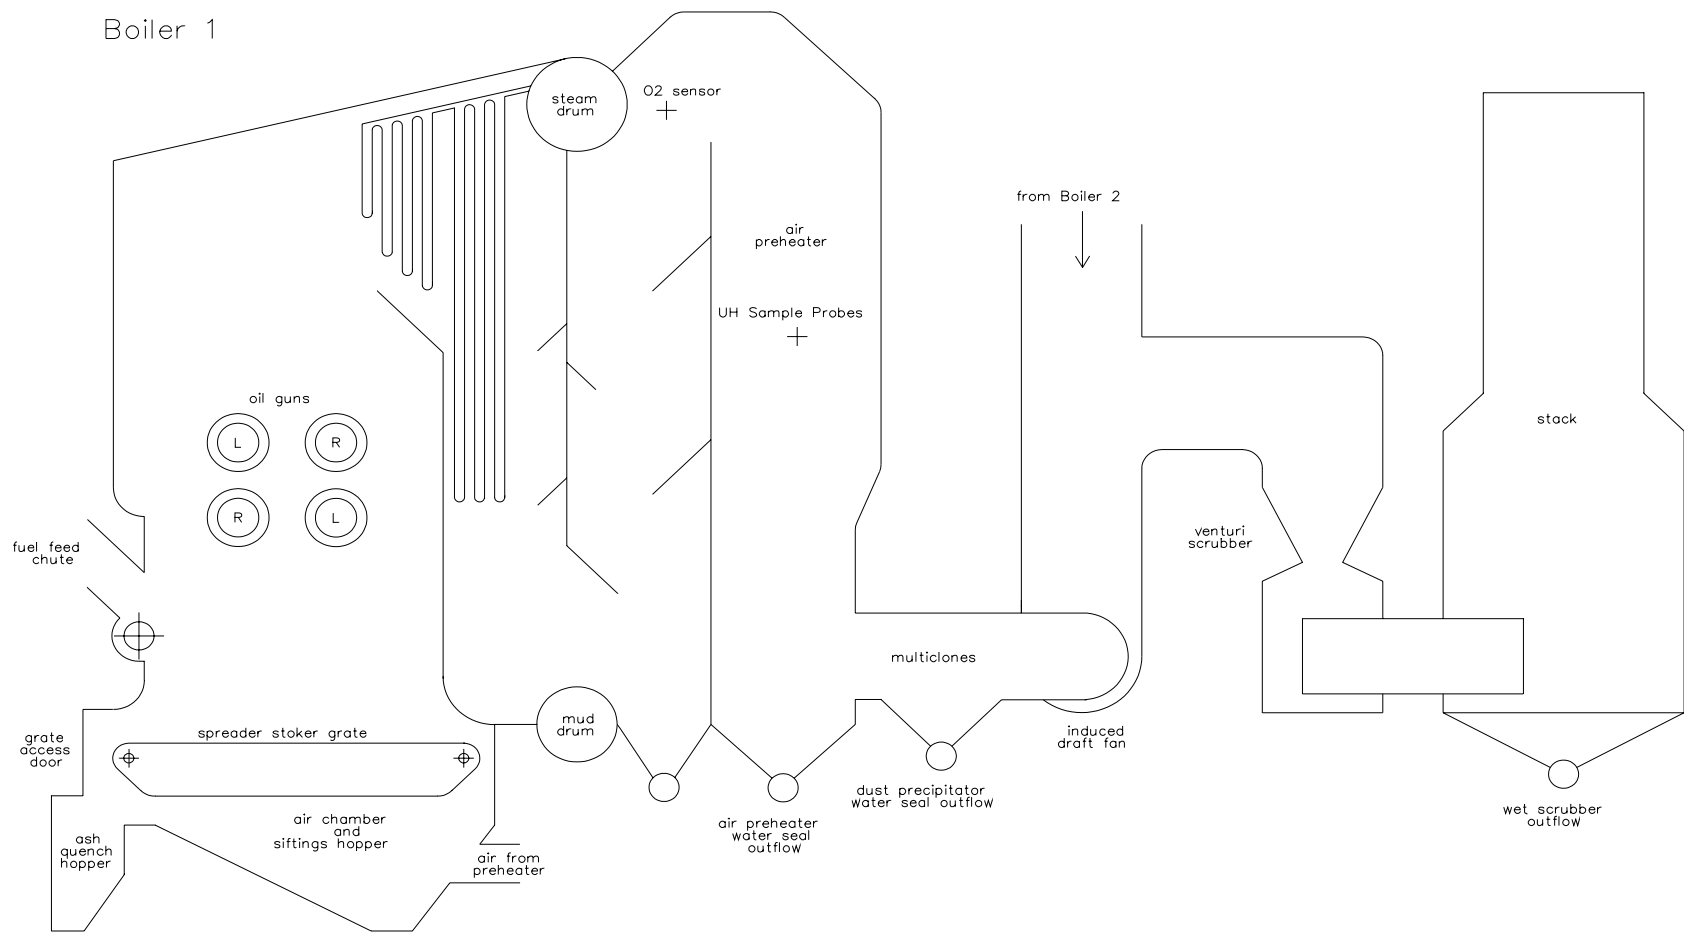 Boiler 1
steam
drum
O2 sensor
from Boiler 2
air
preheater
UH Sample Probes
oil guns
L
R
R
L
stack
fuel feed
chute
venturi
scrubber
multiclones
grate
access
door
spreader stoker grate
mud
drum
induced
draft fan
dust precipitator
water seal outflow
air chamber
and
siftings hopper
air preheater
water seal
outflow
wet scrubber
outflow
ash
quench
hopper
air from
preheater